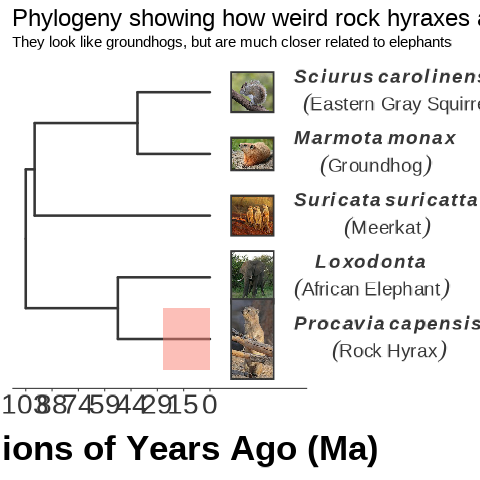 Phylogeny showing how weird rock hyraxes a
They look like groundhogs, but are much closer related to elephants
Sciurus carolinens
(Eastern Gray Squirre
Marmota monax
(Groundhog)
Suricata suricatta
(Meerkat)
Loxodonta
(African Elephant)
Procavia capensis
(Rock Hyrax)
103 88 74 59 44 29 15 0
ions of Years Ago (Ma)